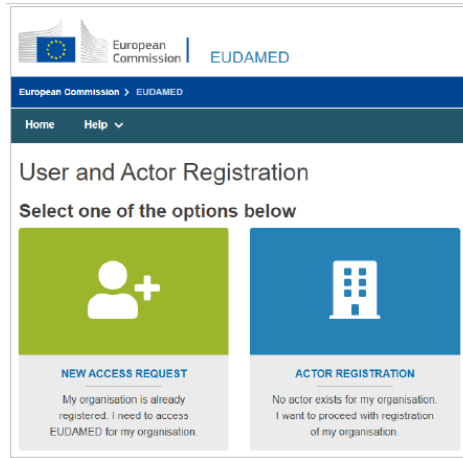 European
Commission
EUDAMED
European Commission > EUDAMED
Home Help
User and Actor Registration
Select one of the options below
NEW ACCESS REQUEST
My organisation is already
registered. I need to access
EUDAMED for my organisation.
ACTOR REGISTRATION
No actor exists for my organisation.
I want to proceed with registration
of my organisation.